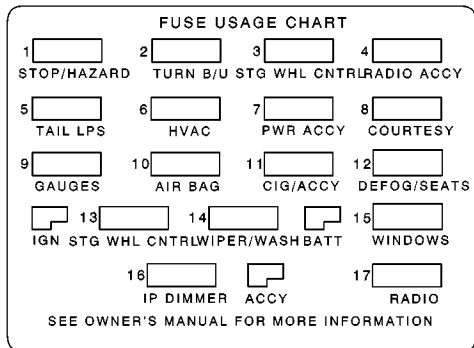 FUSE USAGE CHART
1 2 3 4
STOP/HAZARD TURN B/U STG WHL CNTRL RADIO ACCY
5 6 7 8
TAIL LPS HVAC PWR ACCY COURTESY
9 10 11 12
GAUGES AIR BAG CIG/ACCY DEFOG/SEATS
13 14 15
IGN STG WHL CNTRL WIPER/WASH BATT WINDOWS
16 17
IP DIMMER ACCY RADIO
SEE OWNER'S MANUAL FOR MORE INFORMATION